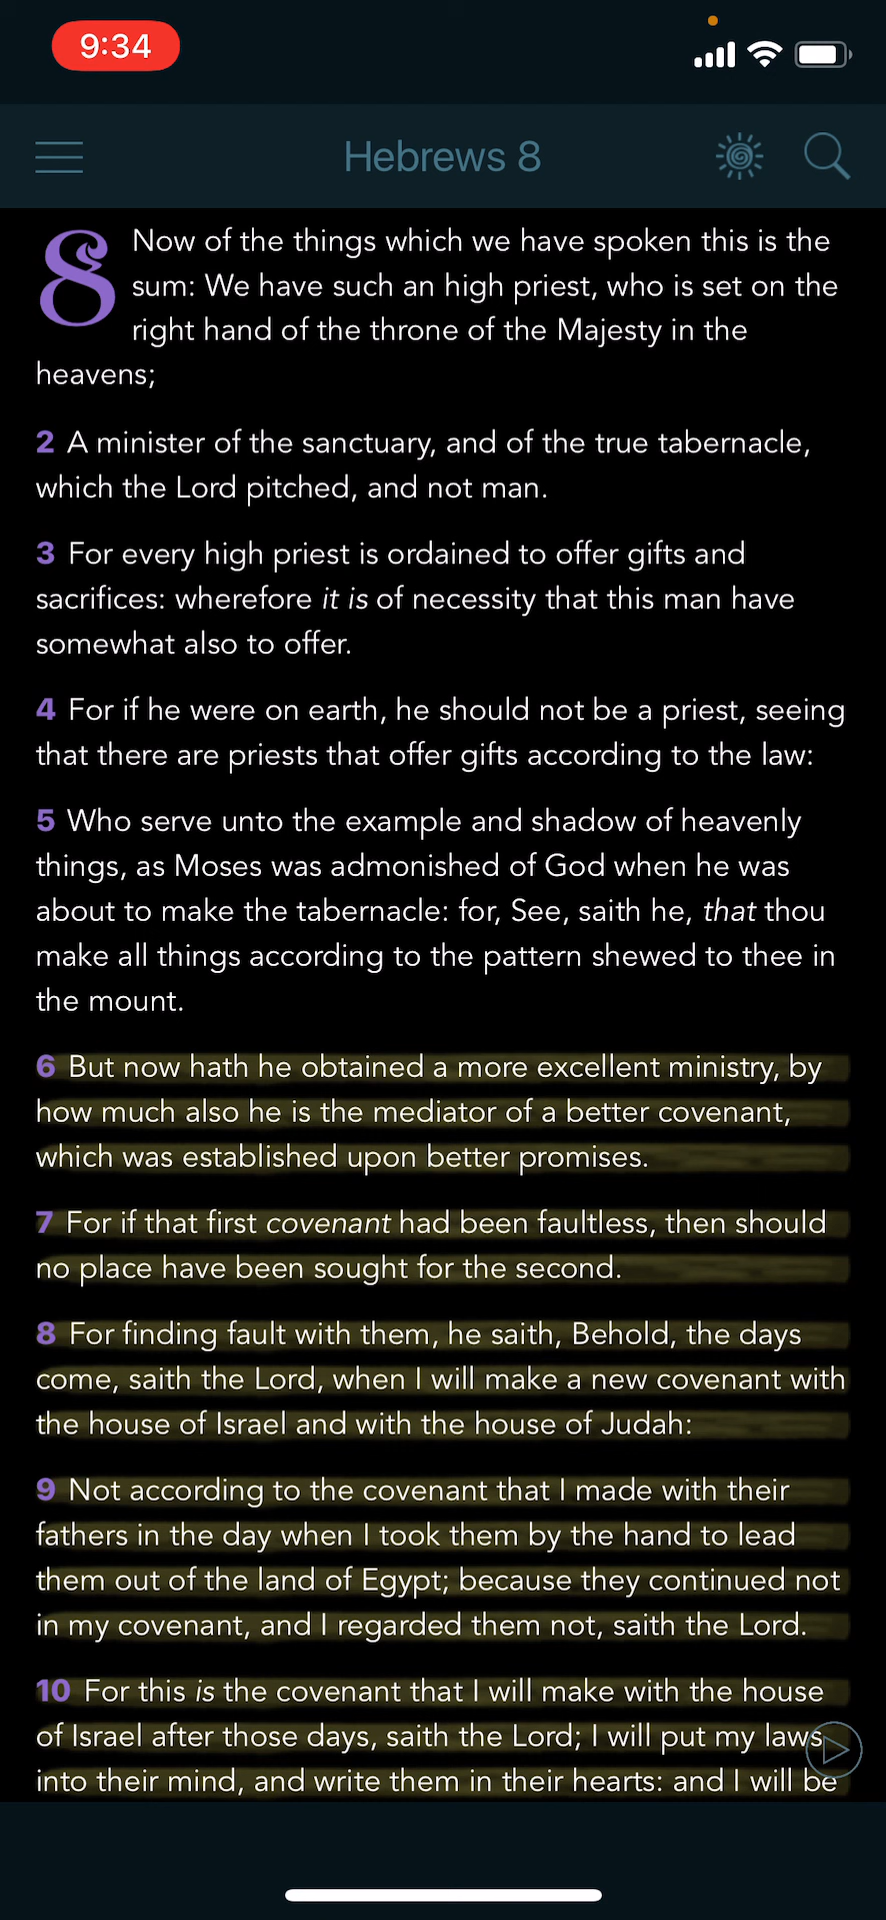 9:34
Hebrews 8
8 Now of the things which we have spoken this is the
sum: We have such an high priest, who is set on the
right hand of the throne of the Majesty in the
heavens;
2 A minister of the sanctuary, and of the true tabernacle,
which the Lord pitched, and not man.
3 For every high priest is ordained to offer gifts and
sacrifices: wherefore it is of necessity that this man have
somewhat also to offer.
4 For if he were on earth, he should not be a priest, seeing
that there are priests that offer gifts according to the law:
5 Who serve unto the example and shadow of heavenly
things, as Moses was admonished of God when he was
about to make the tabernacle: for, See, saith he, that thou
make all things according to the pattern shewed to thee in
the mount.
6 But now hath he obtained a more excellent ministry, by
how much also he is the mediator of a better covenant,
which was established upon better promises.
7 For if that first covenant had been faultless, then should
no place have been sought for the second.
8 For finding fault with them, he saith, Behold, the days
come, saith the Lord, when I will make a new covenant with
the house of Israel and with the house of Judah:
9 Not according to the covenant that I made with their
fathers in the day when I took them by the hand to lead
them out of the land of Egypt; because they continued not
in my covenant, and I regarded them not, saith the Lord.
10 For this is the covenant that I will make with the house
of Israel after those days, saith the Lord; I will put my laws
into their mind, and write them in their hearts: and I will be